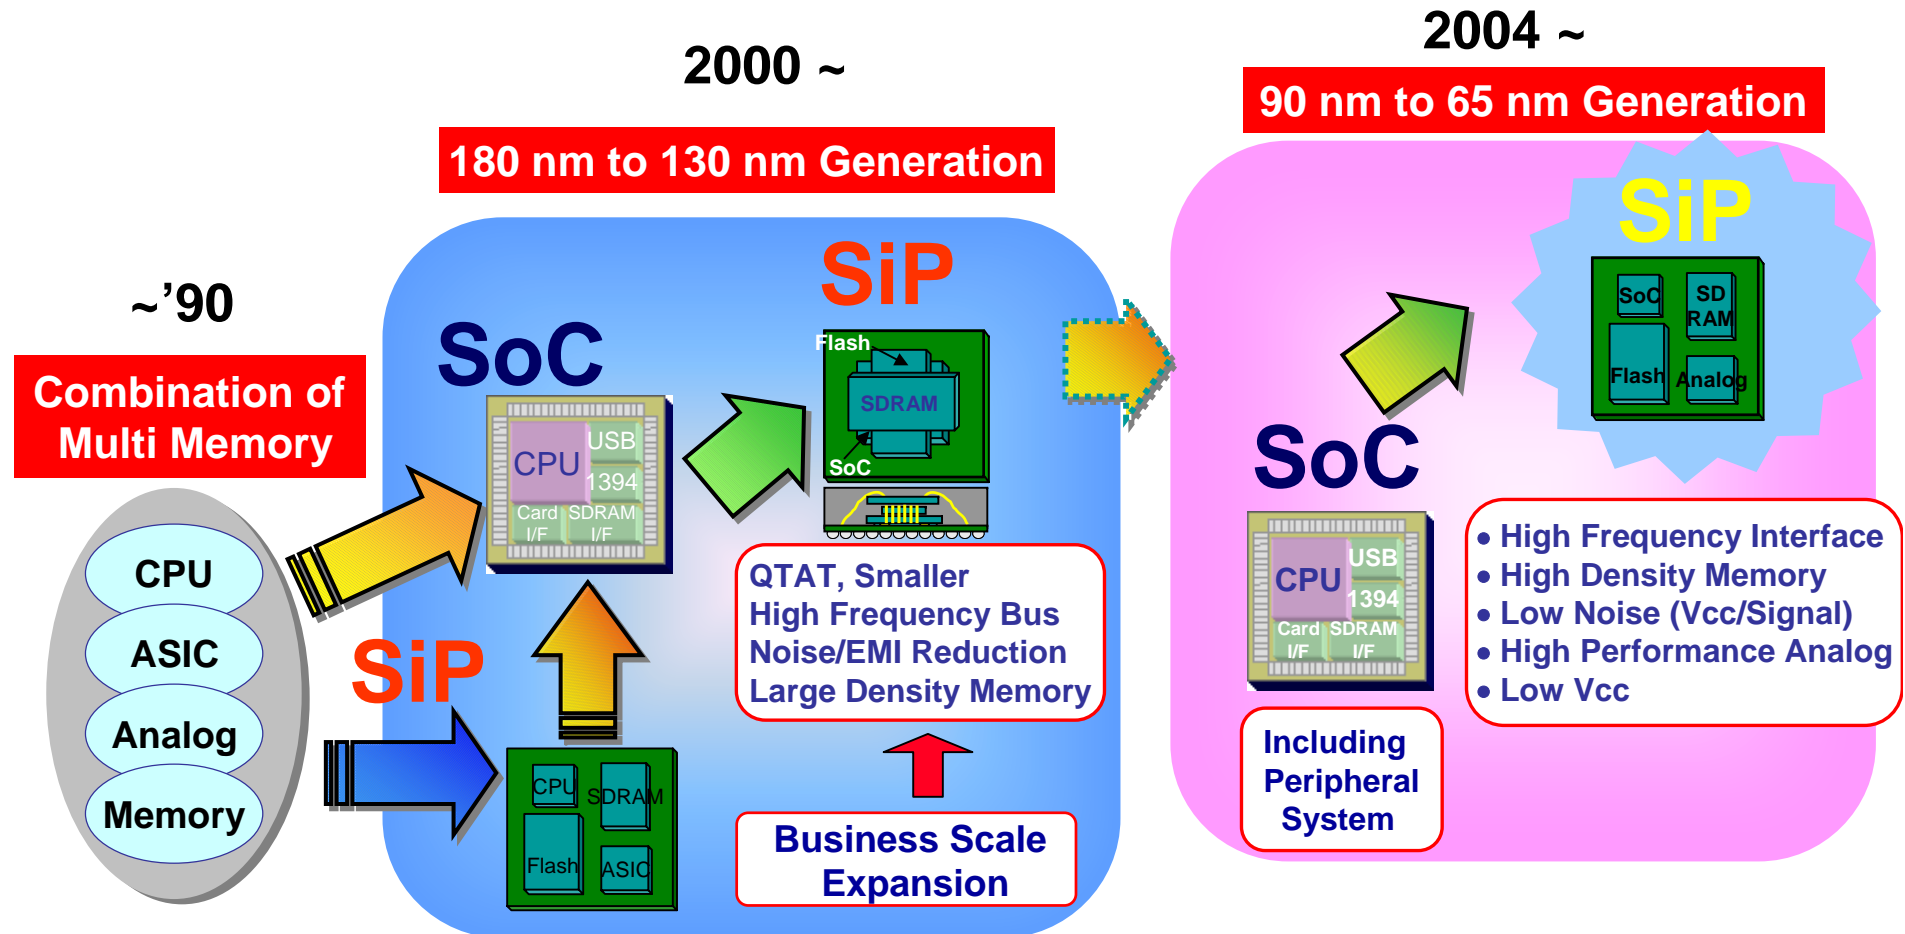 ~'90
Combination of
Multi Memory
CPU
ASIC
Analog
Memory
2000 ~
180 nm to 130 nm Generation
SoC
CPU
USB
1394
Card
I/F
SDRAM
I/F
SiP
CPU
SDRAM
Flash
ASIC
SiP
Flash
SDRAM
SoC
QTAT, Smaller
High Frequency Bus
Noise/EMI Reduction
Large Density Memory
Business Scale
Expansion
2004 ~
90 nm to 65 nm Generation
SoC
CPU
USB
1394
Card
I/F
SDRAM
I/F
Including
Peripheral
System
SiP
SoC
SD
RAM
Flash
Analog
• High Frequency Interface
• High Density Memory
• Low Noise (Vcc/Signal)
• High Performance Analog
• Low Vcc